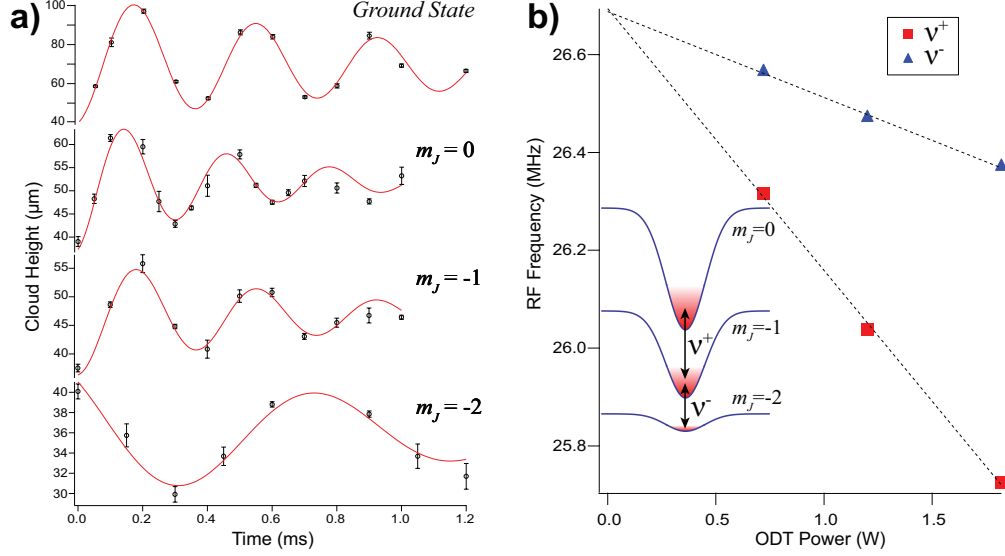 a)
Ground State
100
80
60
40
m_J = 0
60
55
50
45
40
m_J = -1
55
45
40
m_J = -2
40
38
36
34
32
30
Cloud Height (μm)
0.0 0.2 0.4 0.6 0.8 1.0 1.2
Time (ms)
b)
ν+
ν-
26.6
26.4
26.2
26.0
25.8
RF Frequency (MHz)
m_J=0
m_J=-1
m_J=-2
ν+
ν-
0.0 0.5 1.0 1.5
ODT Power (W)